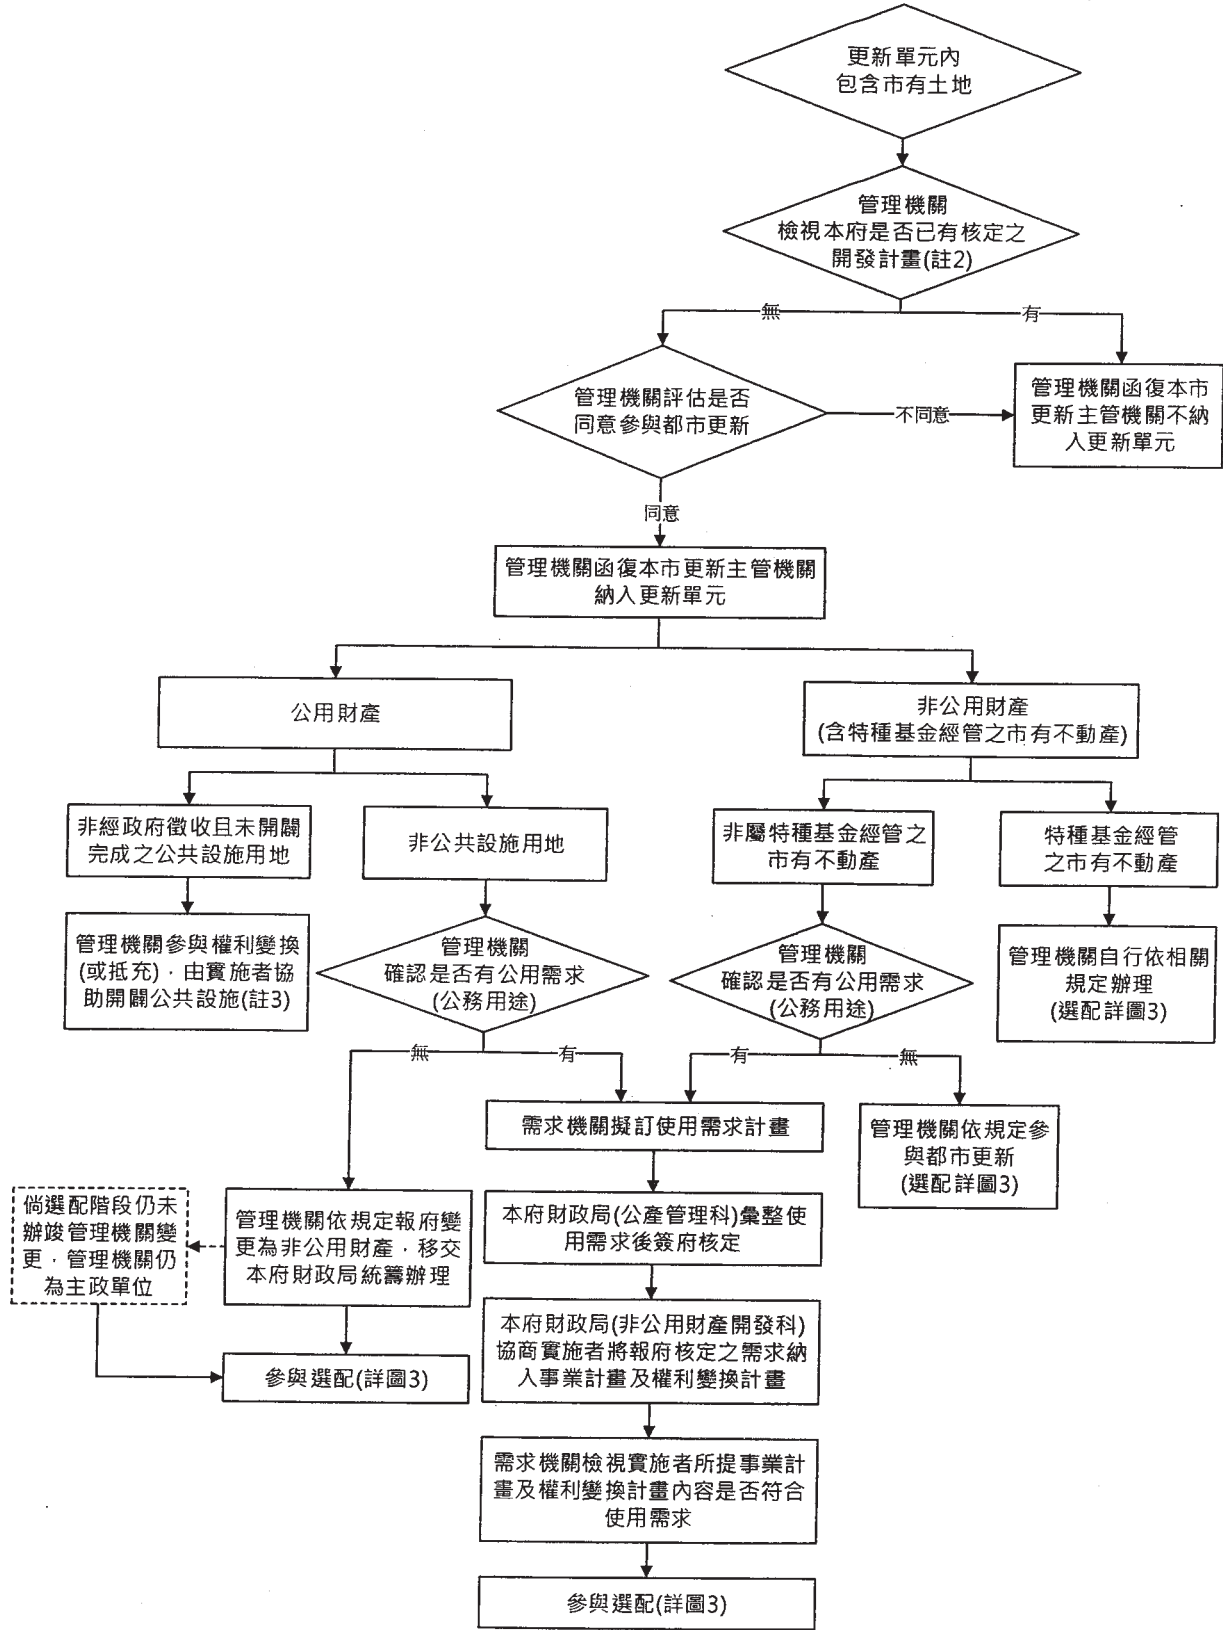 更新單元內
包含市有土地
管理機關
檢視本府是否已有核定之
開發計畫(註2)
無
有
管理機關評估是否
同意參與都市更新
不同意
管理機關函復本市
更新主管機關不納
入更新單元
同意
管理機關函復本市更新主管機關
納入更新單元
公用財產
非公用財產
(含特種基金經管之市有不動產)
非經政府徵收且未開闢
完成之公共設施用地
非公共設施用地
非屬特種基金經管之
市有不動產
特種基金經管
之市有不動產
管理機關參與權利變換
(或抵充)，由實施者協
助開闢公共設施(註3)
管理機關
確認是否有公用需求
(公務用途)
管理機關
確認是否有公用需求
(公務用途)
管理機關自行依相關
規定辦理
(選配詳圖3)
無
有
有
無
需求機關擬訂使用需求計畫
管理機關依規定參
與都市更新
(選配詳圖3)
倘選配階段仍未
辦竣管理機關變
更，管理機關仍
為主政單位
管理機關依規定報府變
更為非公用財產，移交
本府財政局統籌辦理
本府財政局(公產管理科)彙整使
用需求後簽府核定
本府財政局(非公用財產開發科)
協商實施者將報府核定之需求納
入事業計畫及權利變換計畫
參與選配(詳圖3)
需求機關檢視實施者所提事業計
畫及權利變換計畫內容是否符合
使用需求
參與選配(詳圖3)